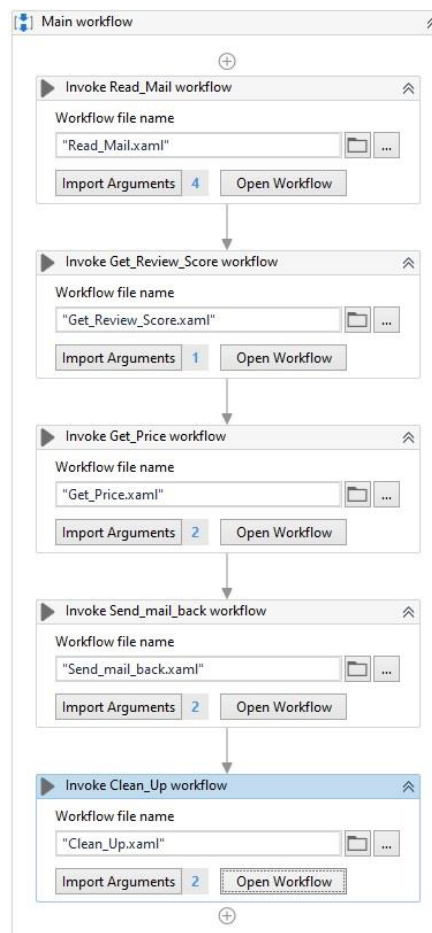 Main workflow
Invoke Read_Mail workflow
Workflow file name
"Read_Mail.xaml"
...
Import Arguments 4 Open Workflow
Invoke Get_Review_Score workflow
Workflow file name
"Get_Review_Score.xaml"
...
Import Arguments 1 Open Workflow
Invoke Get_Price workflow
Workflow file name
"Get_Price.xaml"
...
Import Arguments 2 Open Workflow
Invoke Send_mail_back workflow
Workflow file name
"Send_mail_back.xaml"
...
Import Arguments 2 Open Workflow
Invoke Clean_Up workflow
Workflow file name
"Clean_Up.xaml"
...
Import Arguments 2 Open Workflow